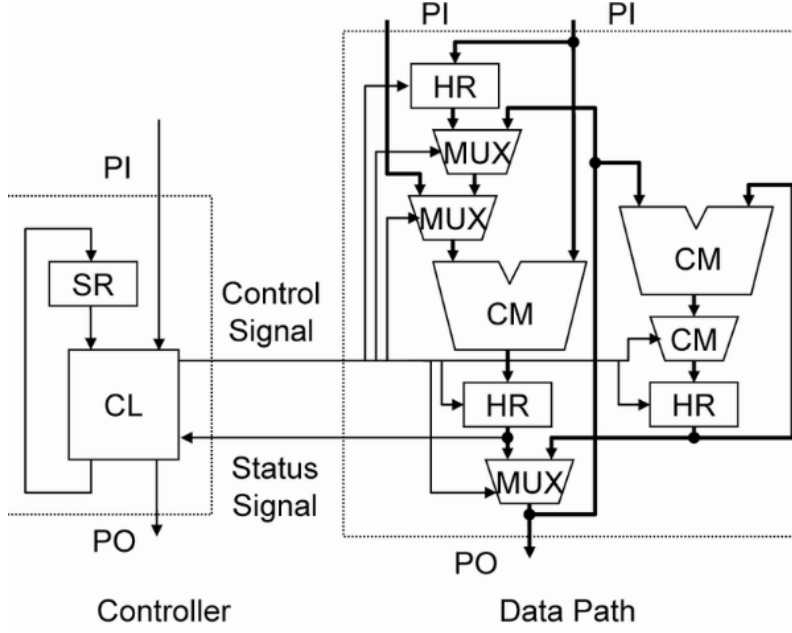 PI
PI
HR
MUX
PI
MUX
CM
SR
Control
Signal
CM
CM
CL
HR
HR
Status
Signal
MUX
PO
PO
Controller
Data Path